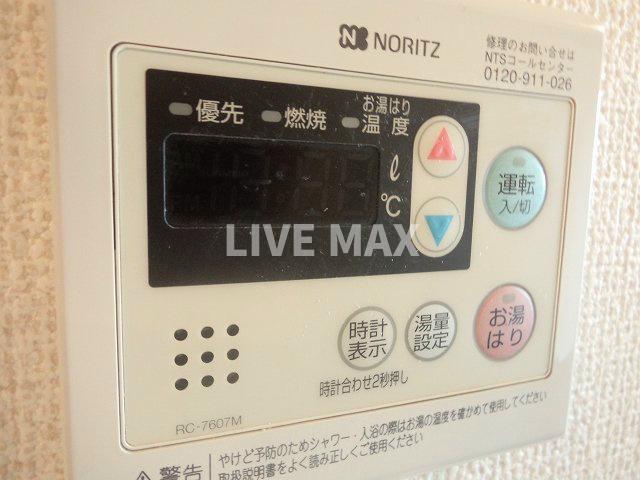 NORITZ
修理のお問い合せは
NTSコールセンター
0120-911-026
優先 燃焼 お湯はり温度
ℓ
℃
運転
入/切
LIVE MAX
時計
表示
湯量
設定
お湯
はり
時計合わせ2秒押し
RC-7607M
警告
やけど予防のためシャワー・入浴の際はお湯の温度を確かめて使用してください
取扱説明書をよく読み正しくご使用ください